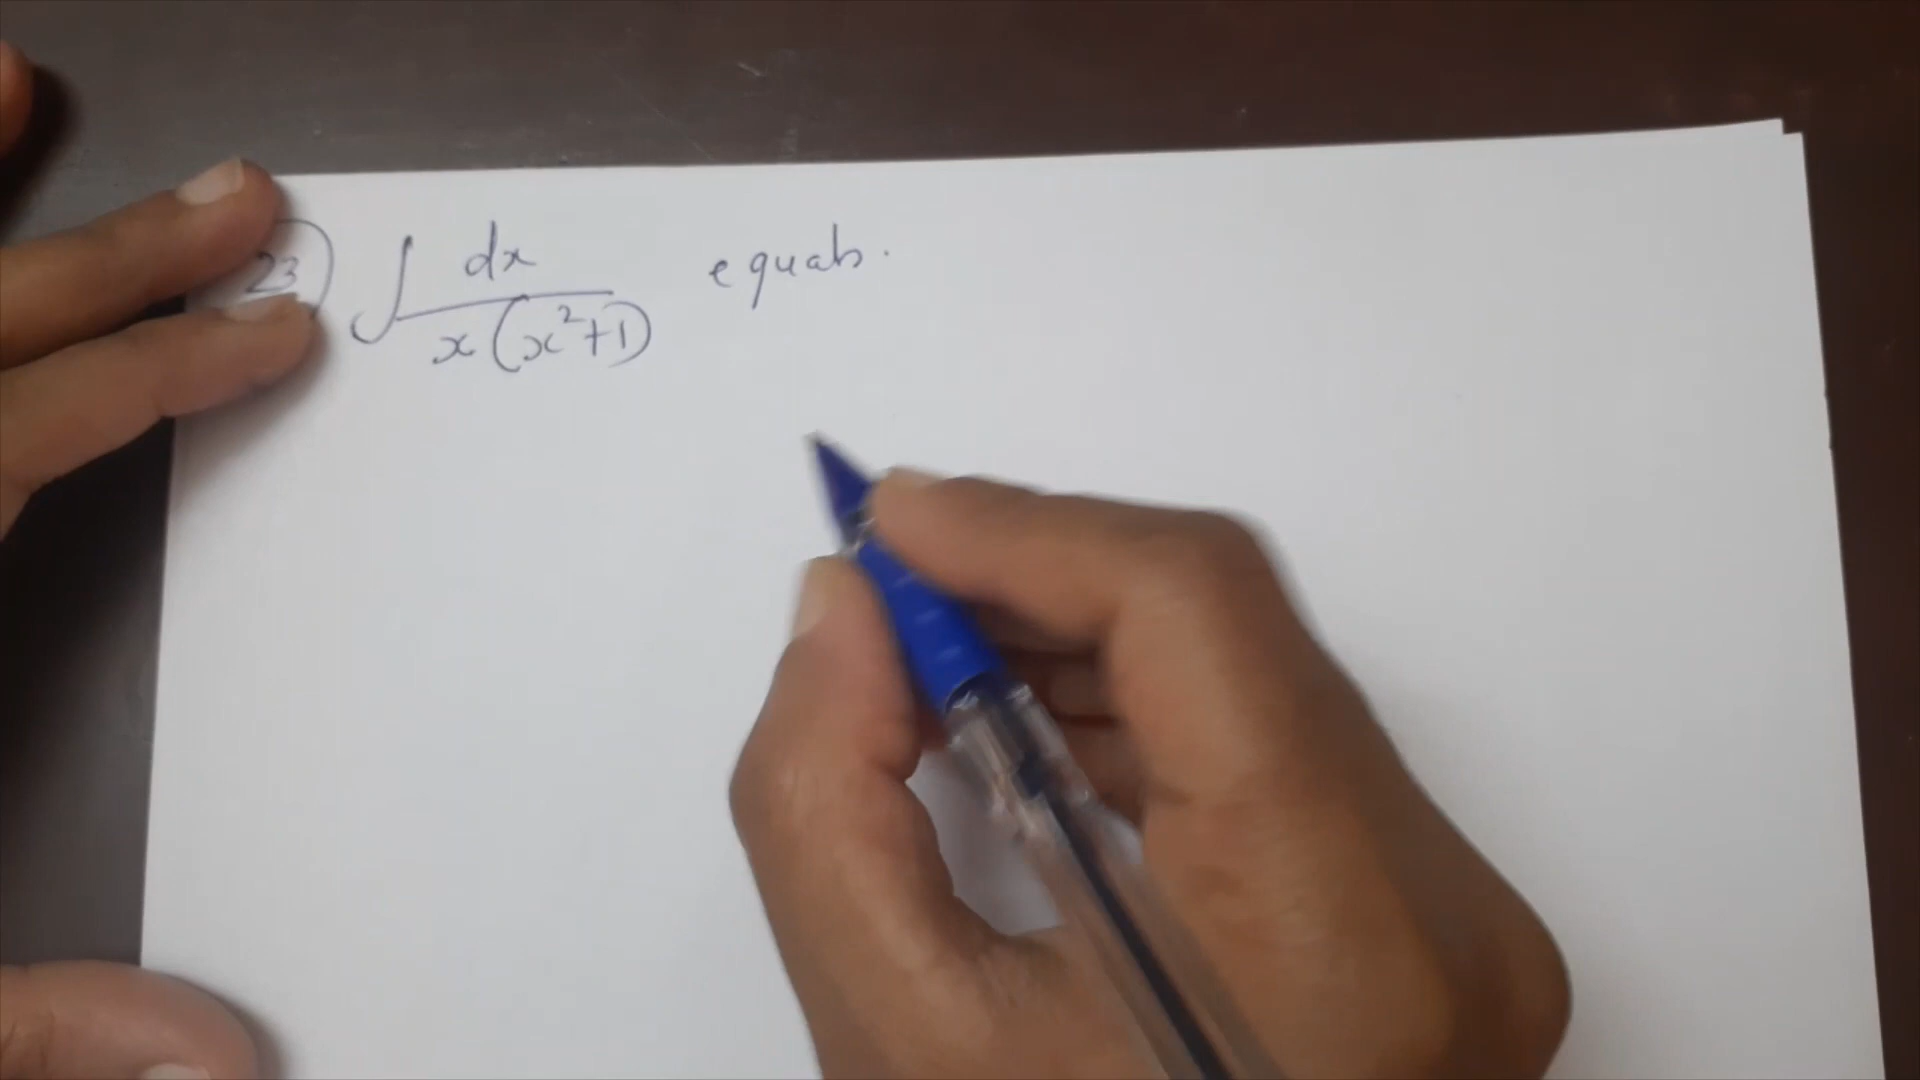 23) ∫ dx / x(x²+1) equals.